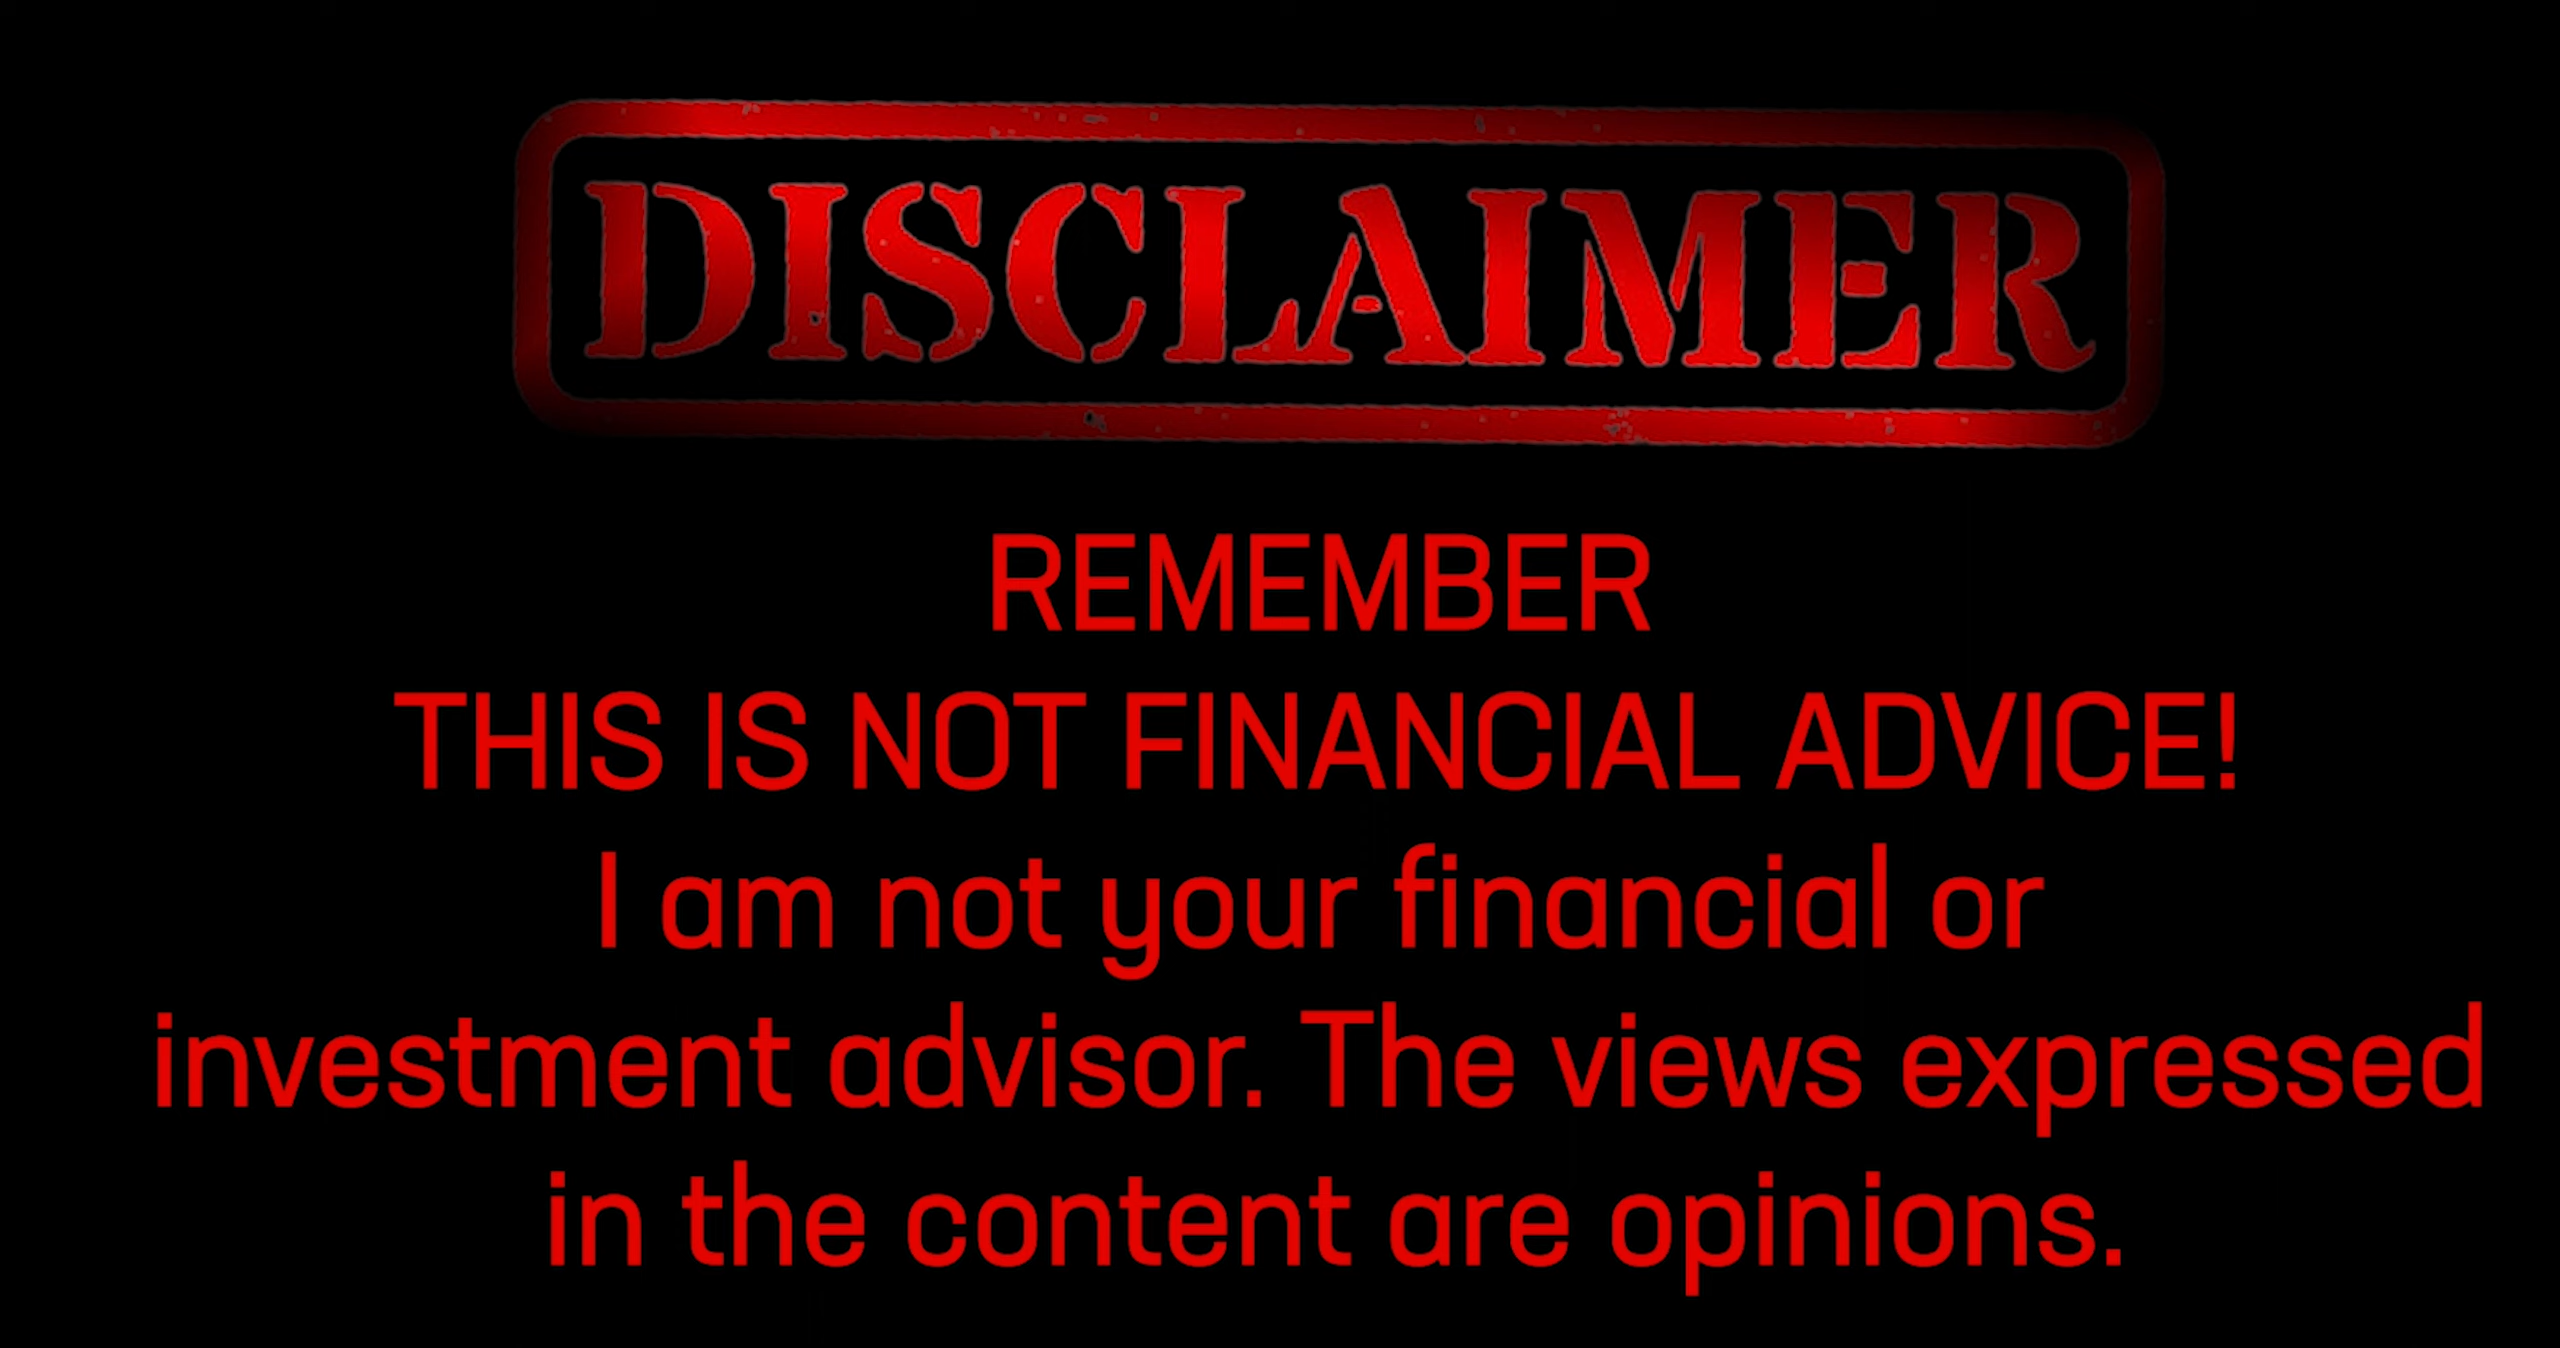 DISCLAIMER
REMEMBER
THIS IS NOT FINANCIAL ADVICE!
I am not your financial or
investment advisor. The views expressed
in the content are opinions.